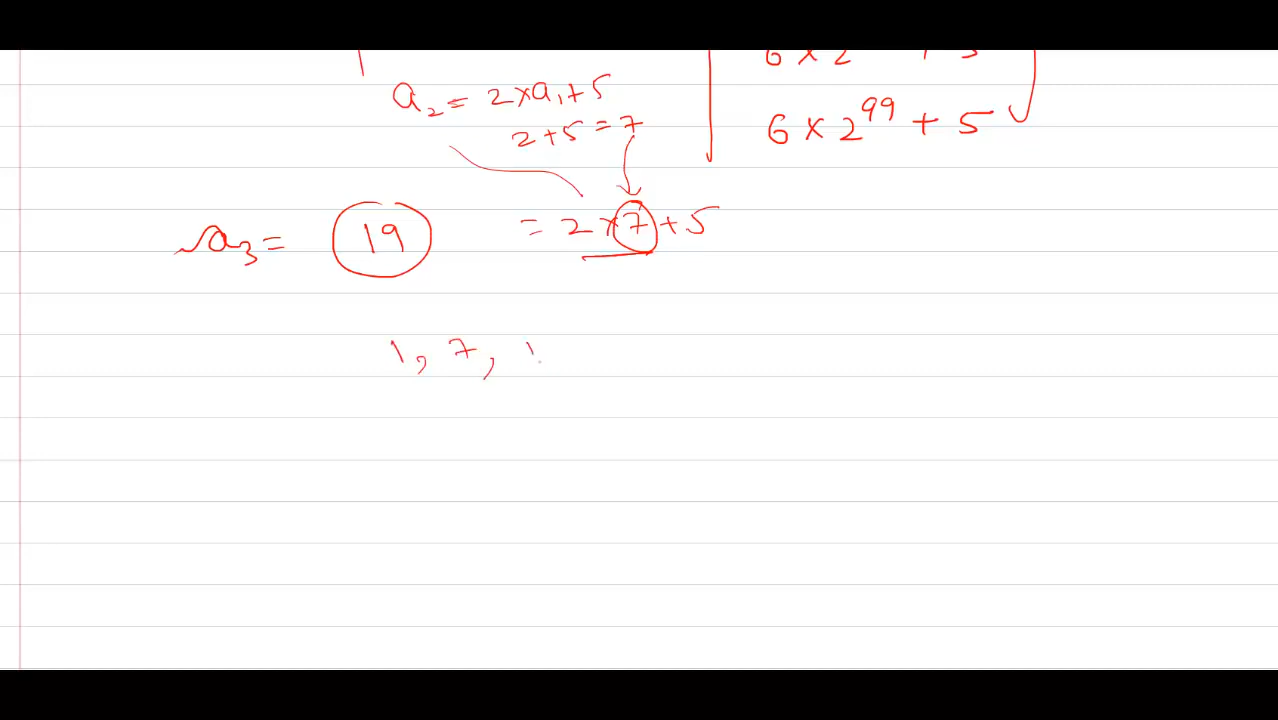 a₂ = 2×a₁+5
2+5=7
6 × 2⁹⁹ + 5
a₃ = 19 = 2×7+5
1, 7,